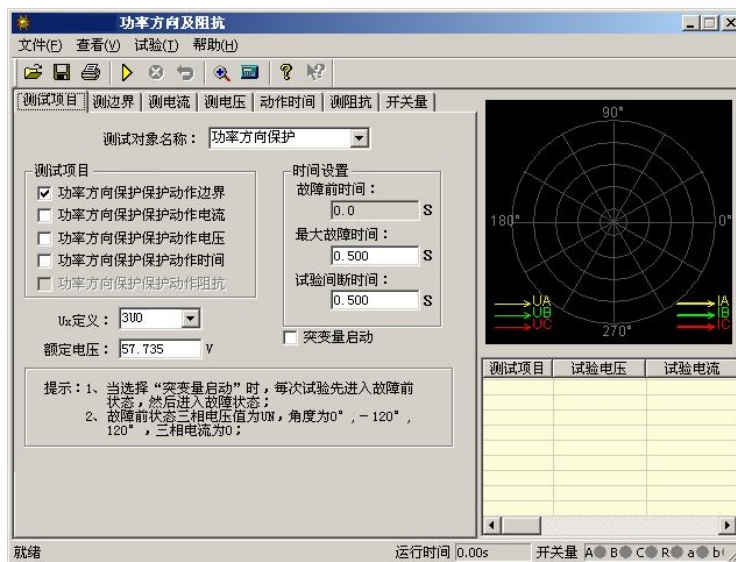 功率方向及阻抗
文件(F) 查看(V) 试验(T) 帮助(H)
测试项目 测边界 测电流 测电压 动作时间 测阻抗 开关量
测试对象名称： 功率方向保护
测试项目
功率方向保护保护动作边界
功率方向保护保护动作电流
功率方向保护保护动作电压
功率方向保护保护动作时间
功率方向保护保护动作阻抗
时间设置
故障前时间：
0.0 S
最大故障时间：
0.500 S
试验间断时间：
0.500 S
Ux定义： 3U0
突变量启动
额定电压： 57.735 V
提示：1、当选择“突变量启动”时，每次试验先进入故障前
状态，然后进入故障状态；
2、故障前状态三相电压值为UN，角度为0°,－120°,
120°，三相电流为0；
90°
180° 0°
270°
UA IA
UB IB
UC IC
测试项目 试验电压 试验电流
就绪 运行时间 0.00s 开关量 A B C R a b